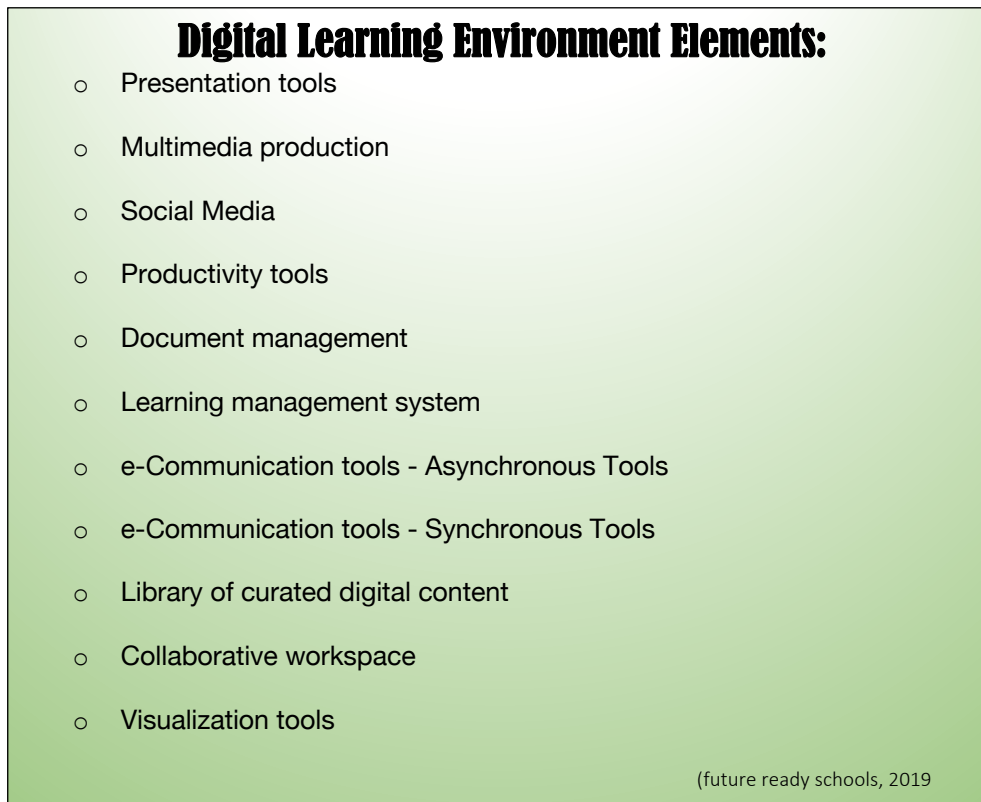 Digital Learning Environment Elements:
o Presentation tools
o Multimedia production
o Social Media
o Productivity tools
o Document management
o Learning management system
o e-Communication tools - Asynchronous Tools
o e-Communication tools - Synchronous Tools
o Library of curated digital content
o Collaborative workspace
o Visualization tools
(future ready schools, 2019